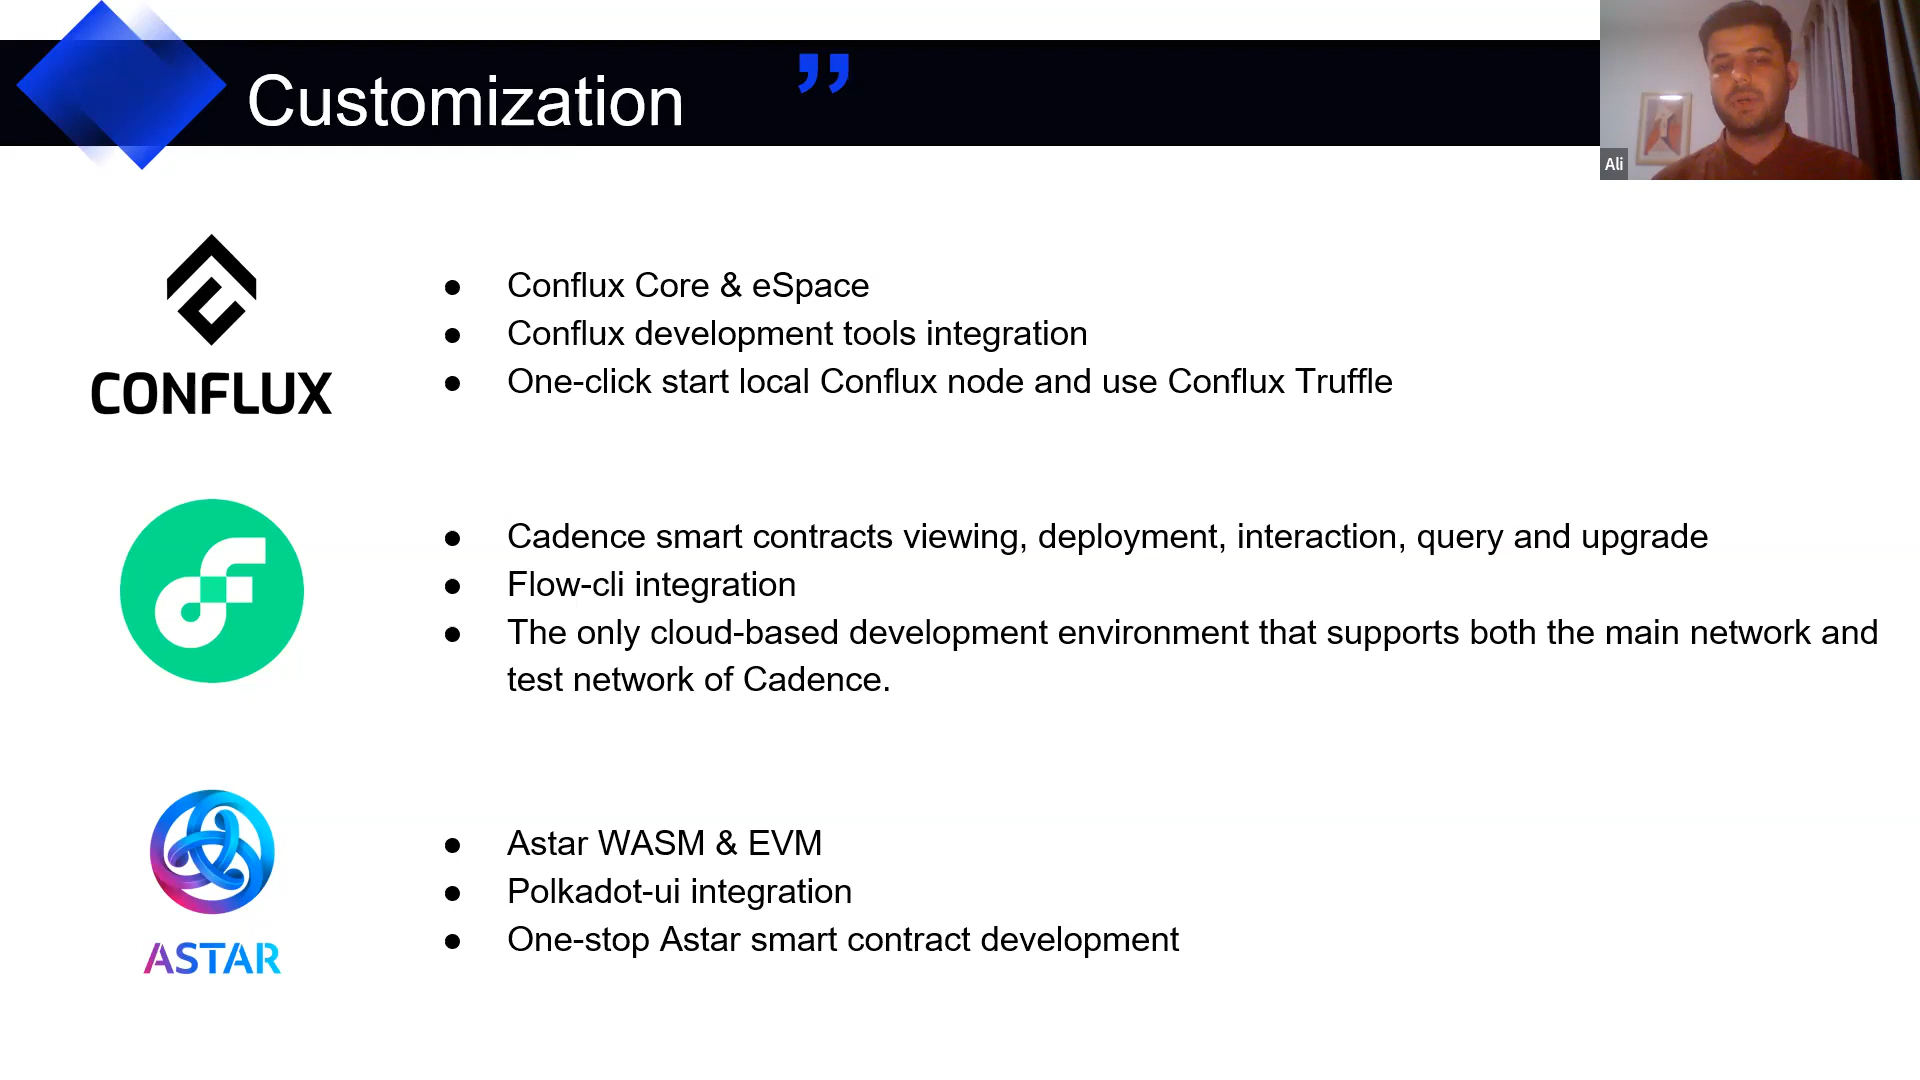 Customization
”
Ali
CONFLUX
● Conflux Core & eSpace
● Conflux development tools integration
● One-click start local Conflux node and use Conflux Truffle
● Cadence smart contracts viewing, deployment, interaction, query and upgrade
● Flow-cli integration
● The only cloud-based development environment that supports both the main network and
test network of Cadence.
ASTAR
● Astar WASM & EVM
● Polkadot-ui integration
● One-stop Astar smart contract development